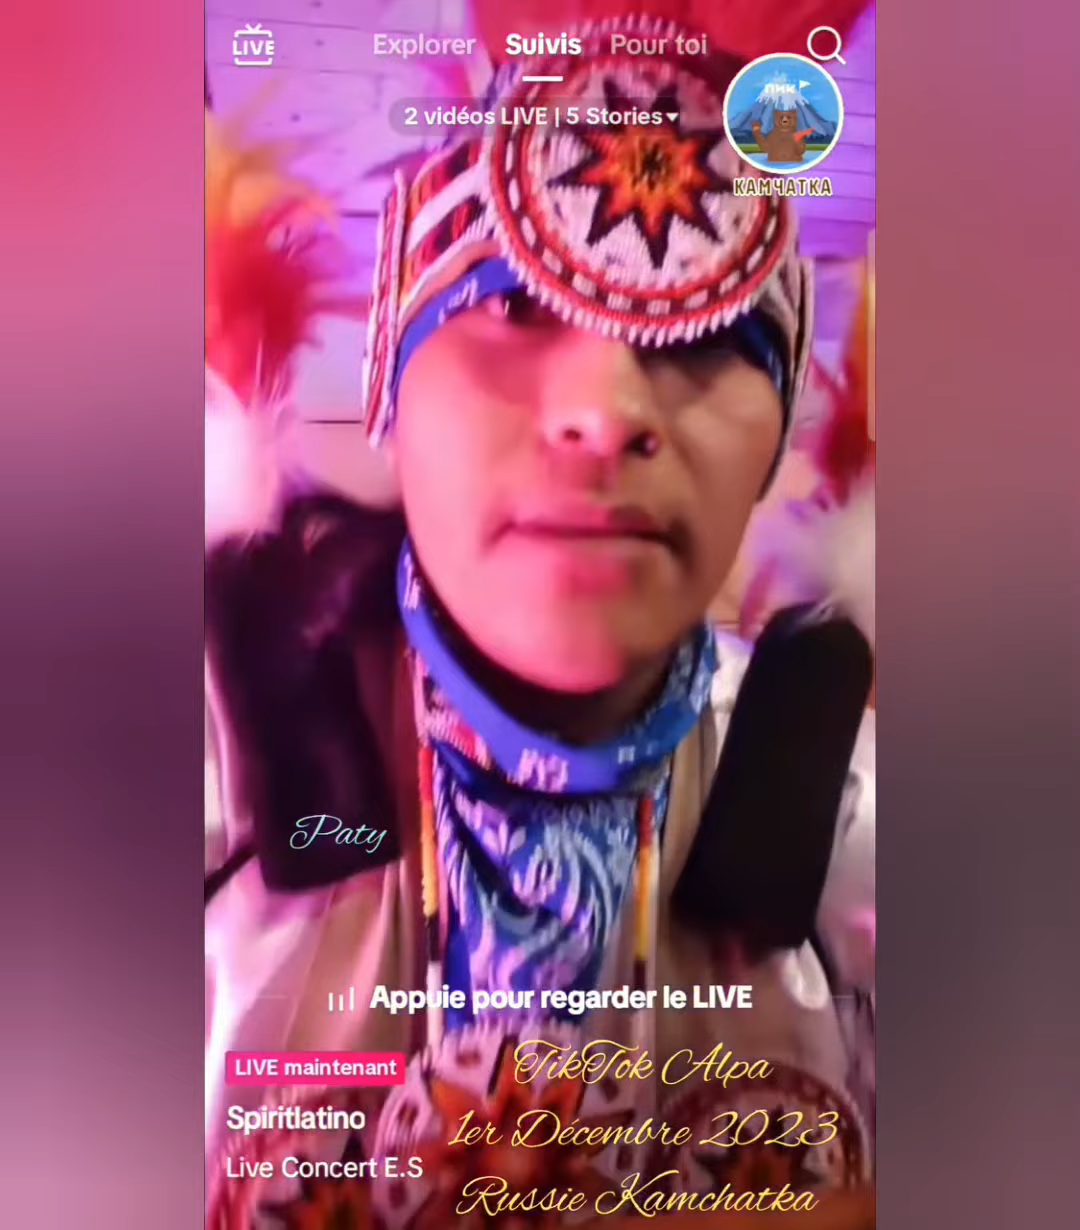 LIVE
Explorer Suivis Pour toi
2 vidéos LIVE | 5 Stories
ПИК
КАМЧАТКА
Paty
Appuie pour regarder le LIVE
LIVE maintenant
Spiritlatino
Live Concert E.S
TikTok Alpa
1er Décembre 2023
Russie Kamchatka